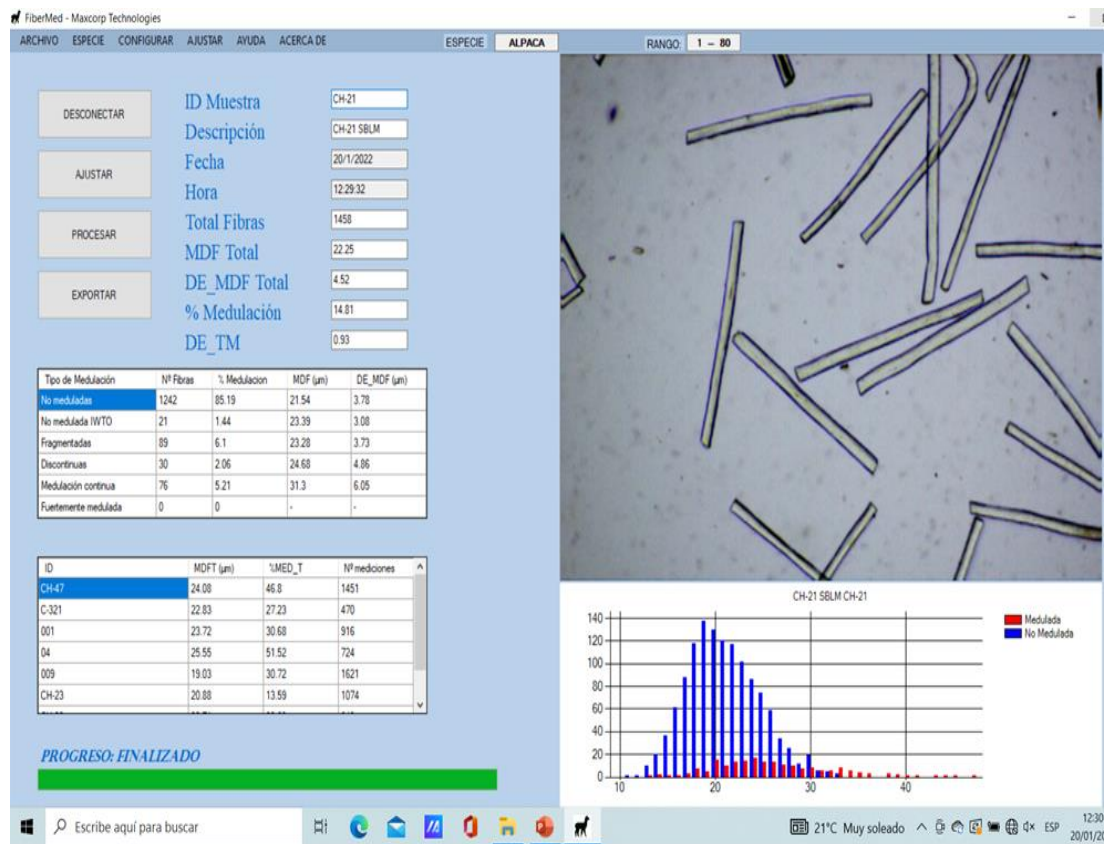 FiberMed - Maxcorp Technologies
ARCHIVO ESPECIE CONFIGURAR AJUSTAR AYUDA ACERCA DE ESPECIE ALPACA RANGO: 1 – 80
DESCONECTAR
AJUSTAR
PROCESAR
EXPORTAR
ID Muestra CH-21
Descripción CH-21 SBLM
Fecha 20/1/2022
Hora 12:29:32
Total Fibras 1458
MDF Total 22.25
DE_MDF Total 4.52
% Medulación 14.81
DE_TM 0.93
Tipo de Medulación Nº Fibras % Medulacion MDF (µm) DE_MDF (µm)
No meduladas 1242 85.19 21.54 3.78
No medulada IWTO 21 1.44 23.39 3.08
Fragmentadas 89 6.1 23.28 3.73
Discontinuas 30 2.06 24.68 4.86
Medulación continua 76 5.21 31.3 6.05
Fuertemente medulada 0 0 - -
ID MDFT (µm) %MED_T Nº mediciones
CH-47 24.08 46.8 1451
C-321 22.83 27.23 470
001 23.72 30.68 916
04 25.55 51.52 724
009 19.03 30.72 1621
CH-23 20.88 13.59 1074
PROGRESO: FINALIZADO
CH-21 SBLM CH-21
140
120
100
80
60
40
20
0
10 20 30 40
Medulada
No Medulada
Escribe aquí para buscar
21°C Muy soleado ESP
12:30
20/01/20